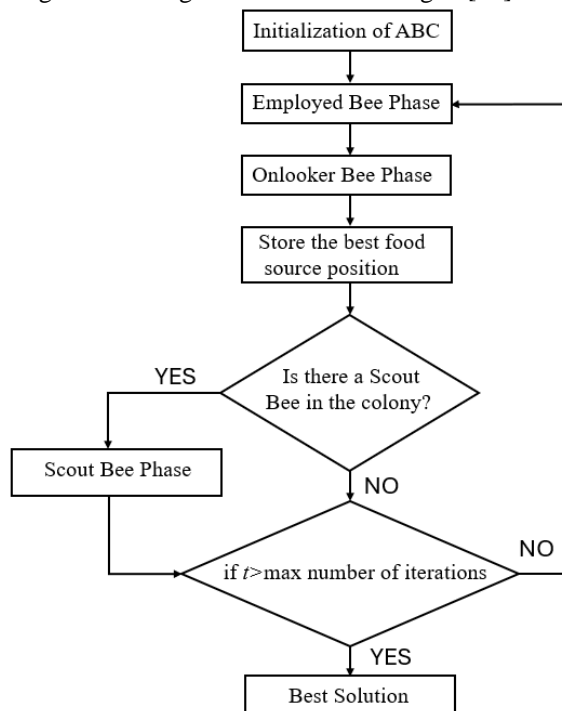 Initialization of ABC
Employed Bee Phase
Onlooker Bee Phase
Store the best food
source position
YES
Is there a Scout
Bee in the colony?
Scout Bee Phase
NO
if t>max number of iterations
NO
YES
Best Solution